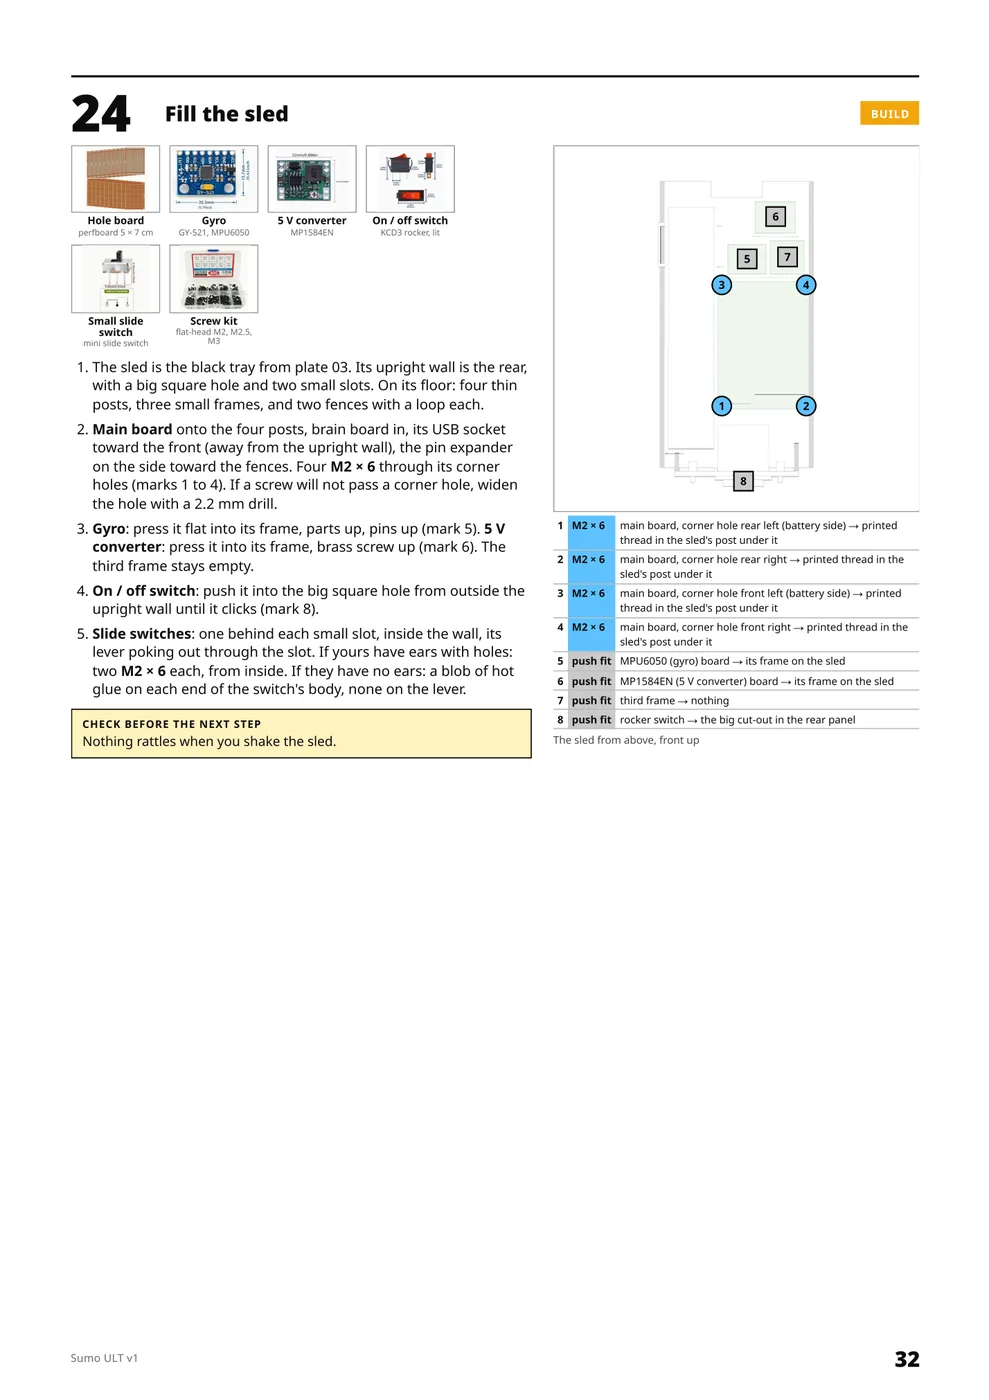 24
Fill the sled
BUILD
Hole board
perfboard 5 × 7 cm
Gyro
GY-521, MPU6050
5 V converter
MP1584EN
On / off switch
KCD3 rocker, lit
Small slide
switch
mini slide switch
Screw kit
flat-head M2, M2.5,
M3
1. The sled is the black tray from plate 03. Its upright wall is the rear,
with a big square hole and two small slots. On its floor: four thin
posts, three small frames, and two fences with a loop each.
2. Main board onto the four posts, brain board in, its USB socket
toward the front (away from the upright wall), the pin expander
on the side toward the fences. Four M2 × 6 through its corner
holes (marks 1 to 4). If a screw will not pass a corner hole, widen
the hole with a 2.2 mm drill.
3. Gyro: press it flat into its frame, parts up, pins up (mark 5). 5 V
converter: press it into its frame, brass screw up (mark 6). The
third frame stays empty.
4. On / off switch: push it into the big square hole from outside the
upright wall until it clicks (mark 8).
5. Slide switches: one behind each small slot, inside the wall, its
lever poking out through the slot. If yours have ears with holes:
two M2 × 6 each, from inside. If they have no ears: a blob of hot
glue on each end of the switch's body, none on the lever.
CHECK BEFORE THE NEXT STEP
Nothing rattles when you shake the sled.
6
5
7
3
4
1
2
8
1 M2 × 6 main board, corner hole rear left (battery side) → printed
thread in the sled's post under it
2 M2 × 6 main board, corner hole rear right → printed thread in the
sled's post under it
3 M2 × 6 main board, corner hole front left (battery side) → printed
thread in the sled's post under it
4 M2 × 6 main board, corner hole front right → printed thread in the
sled's post under it
5 push fit MPU6050 (gyro) board → its frame on the sled
6 push fit MP1584EN (5 V converter) board → its frame on the sled
7 push fit third frame → nothing
8 push fit rocker switch → the big cut-out in the rear panel
The sled from above, front up
Sumo ULT v1
32